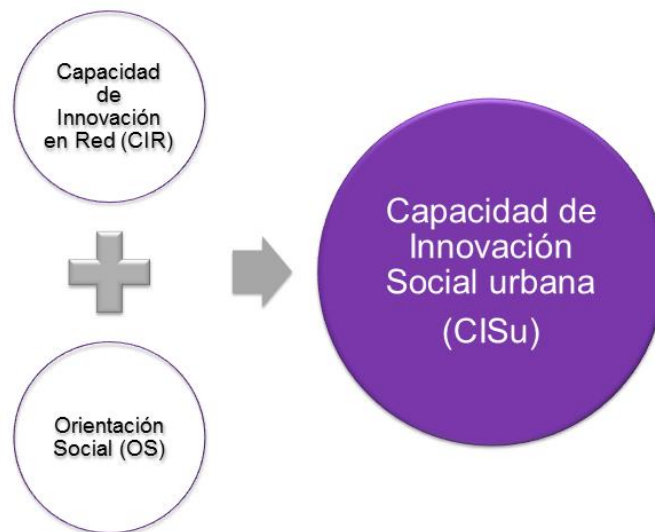 Capacidad
de
Innovación
en Red (CIR)
Orientación
Social (OS)
Capacidad de
Innovación
Social urbana
(CISu)